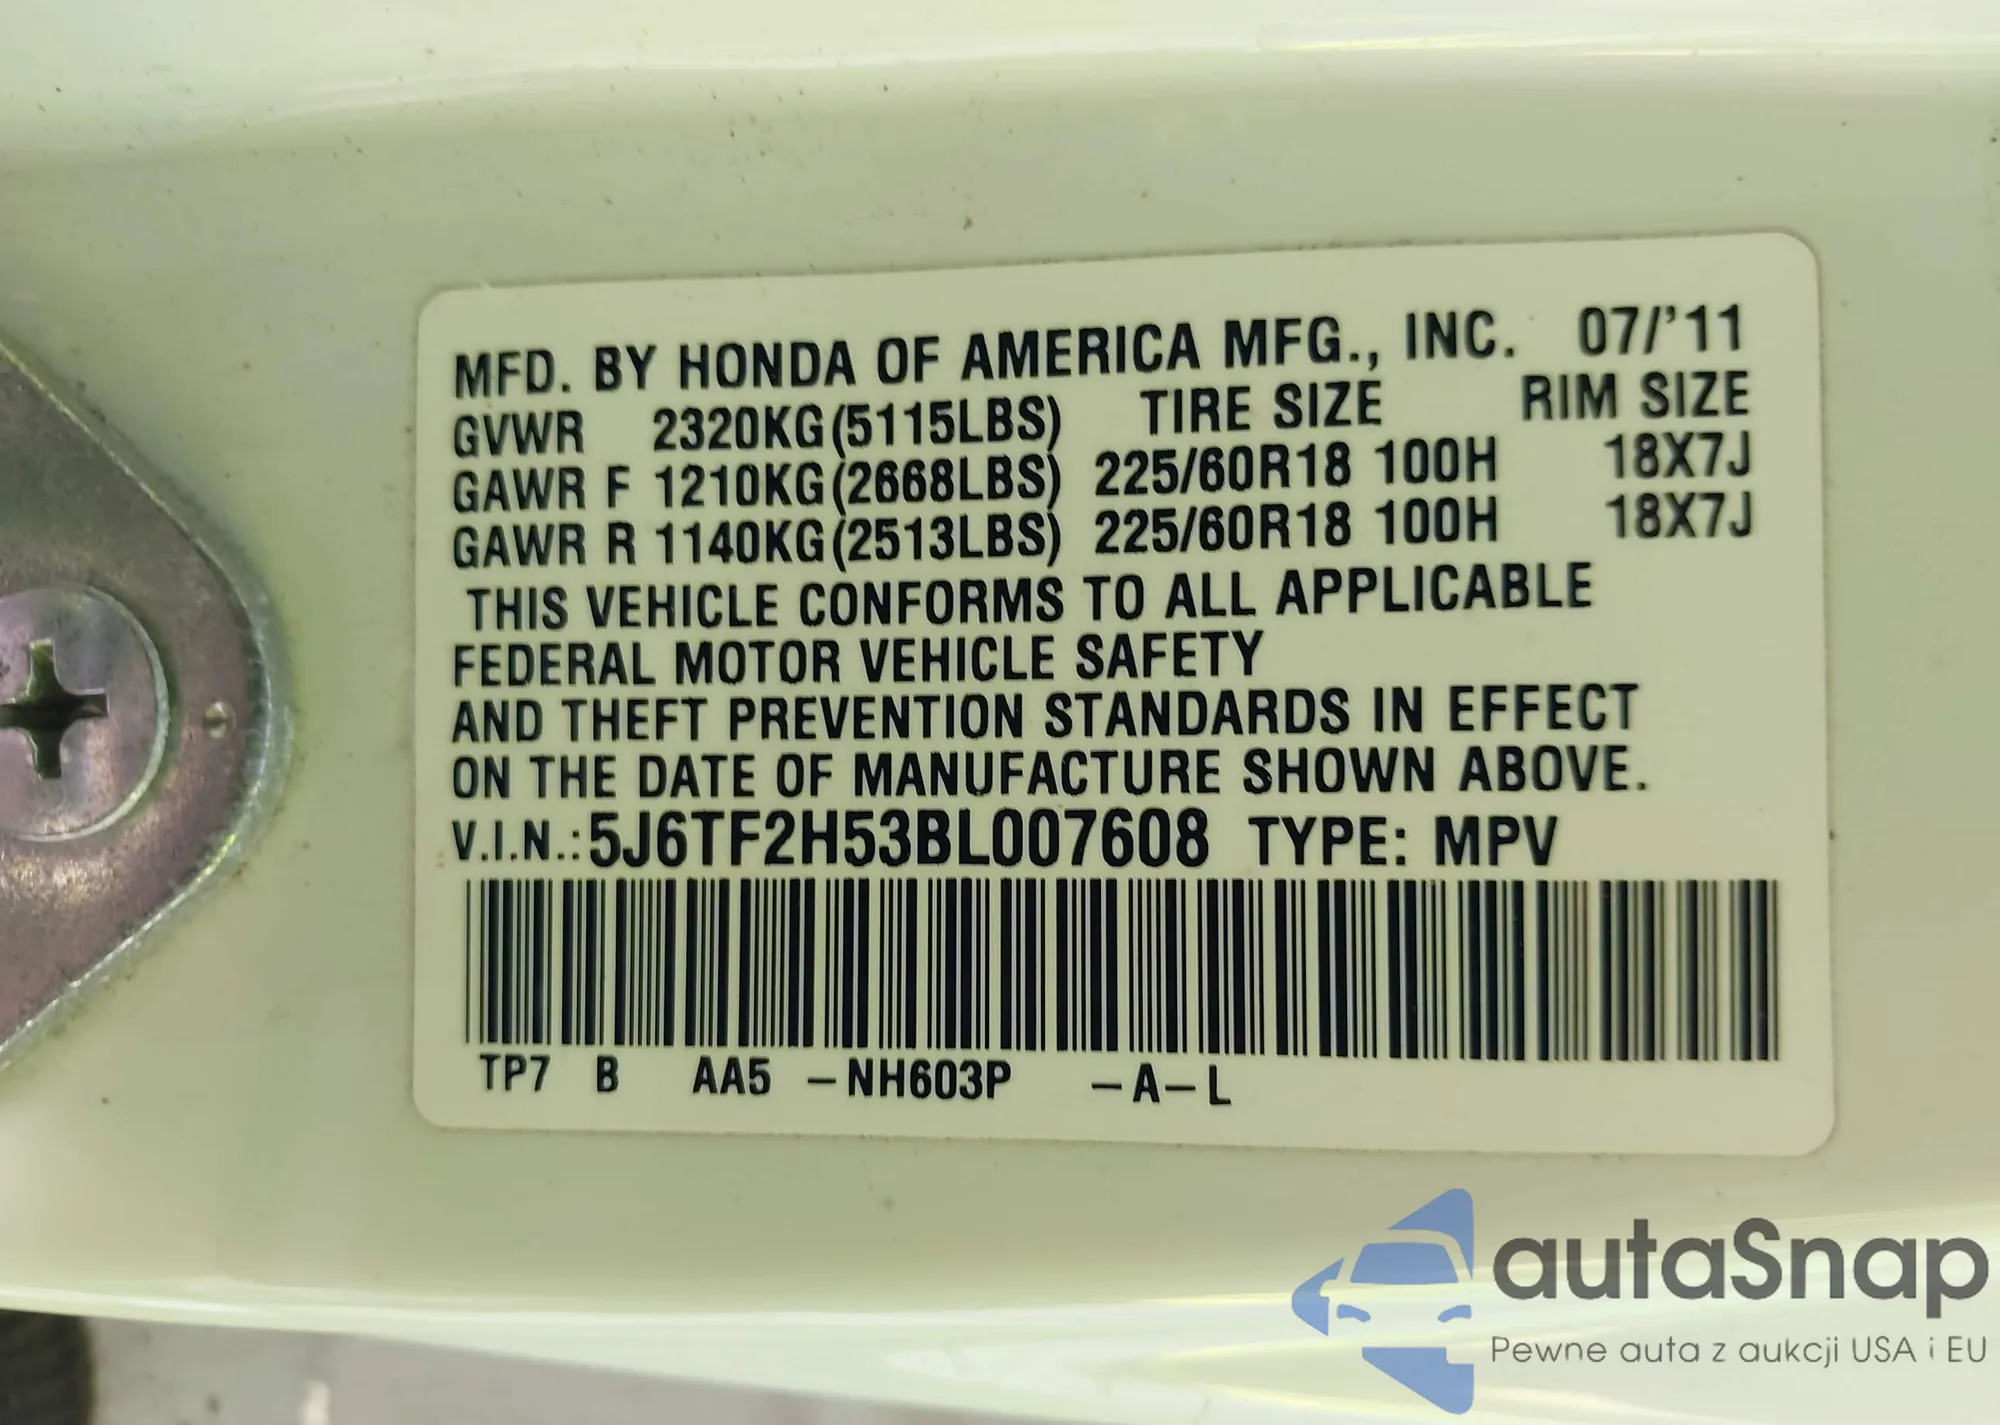 MFD. BY HONDA OF AMERICA MFG., INC. 07/'11
GVWR 2320KG(5115LBS) TIRE SIZE RIM SIZE
GAWR F 1210KG(2668LBS) 225/60R18 100H 18X7J
GAWR R 1140KG(2513LBS) 225/60R18 100H 18X7J
THIS VEHICLE CONFORMS TO ALL APPLICABLE
FEDERAL MOTOR VEHICLE SAFETY
AND THEFT PREVENTION STANDARDS IN EFFECT
ON THE DATE OF MANUFACTURE SHOWN ABOVE.
V.I.N.:5J6TF2H53BL007608 TYPE: MPV
TP7 B AA5 -NH603P -A-L
autaSnap
Pewne auta z aukcji USA i EU